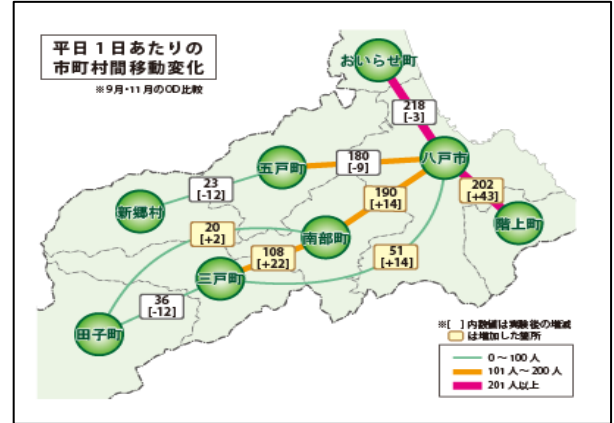 平日1日あたりの
市町村間移動変化
※9月・11月のOD比較
おいらせ町
218
[-3]
八戸市
180
[-9]
五戸町
190
[+14]
202
[+43]
階上町
23
[-12]
新郷村
20
[+2]
南部町
108
[+22]
51
[+14]
三戸町
36
[-12]
田子町
※[ ]内数値は実験後の増減
は増加した箇所
0〜100人
101人〜200人
201人以上